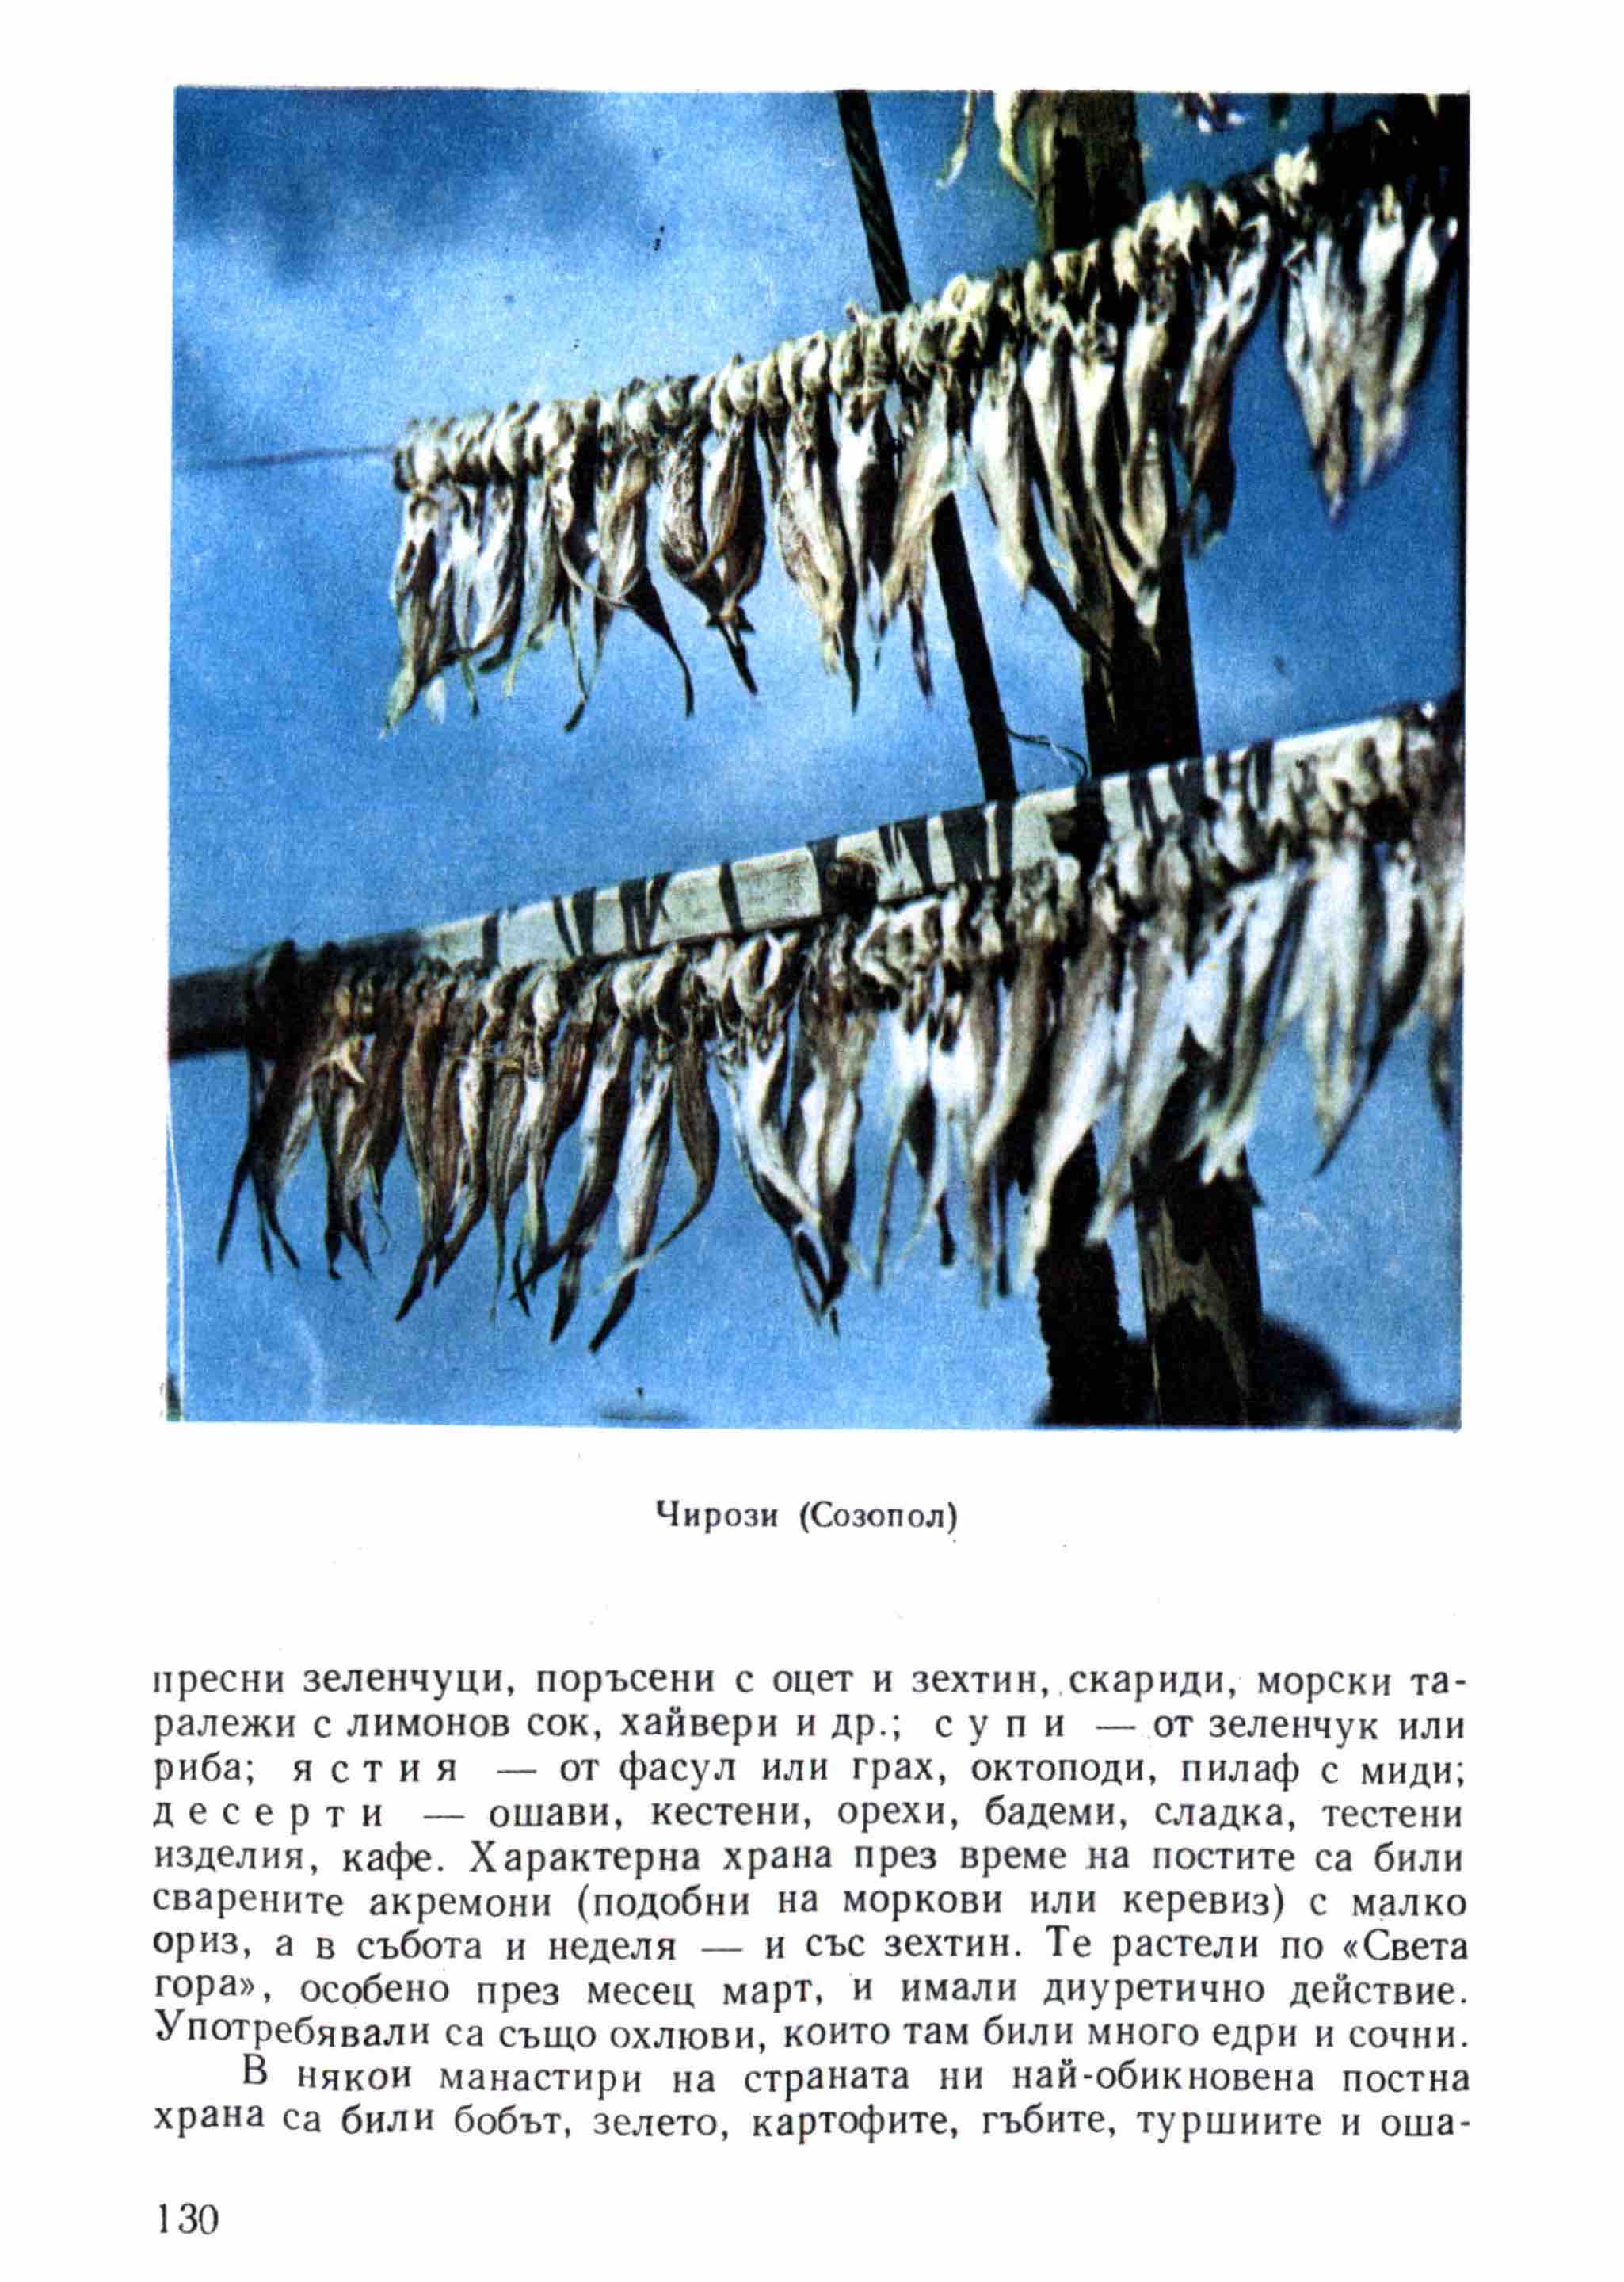 Чирози (Созопол)
пресни зеленчуци, поръсени с оцет и зехтин, скариди, морски та-
ралежи с лимонов сок, хайвери и др.; с у п и — от зеленчук или
риба; я с т и я — от фасул или грах, октоподи, пилаф с миди;
д е с е р т и — ошави, кестени, орехи, бадеми, сладка, тестени
изделия, кафе. Характерна храна през време на постите са били
сварените акремони (подобни на моркови или керевиз) с малко
ориз, а в събота и неделя — и със зехтин. Те растели по «Света
гора», особено през месец март, и имали диуретично действие.
Употребявали са също охлюви, които там били много едри и сочни.
В някои манастири на страната ни най-обикновена постна
храна са били бобът, зелето, картофите, гъбите, туршиите и оша-
130